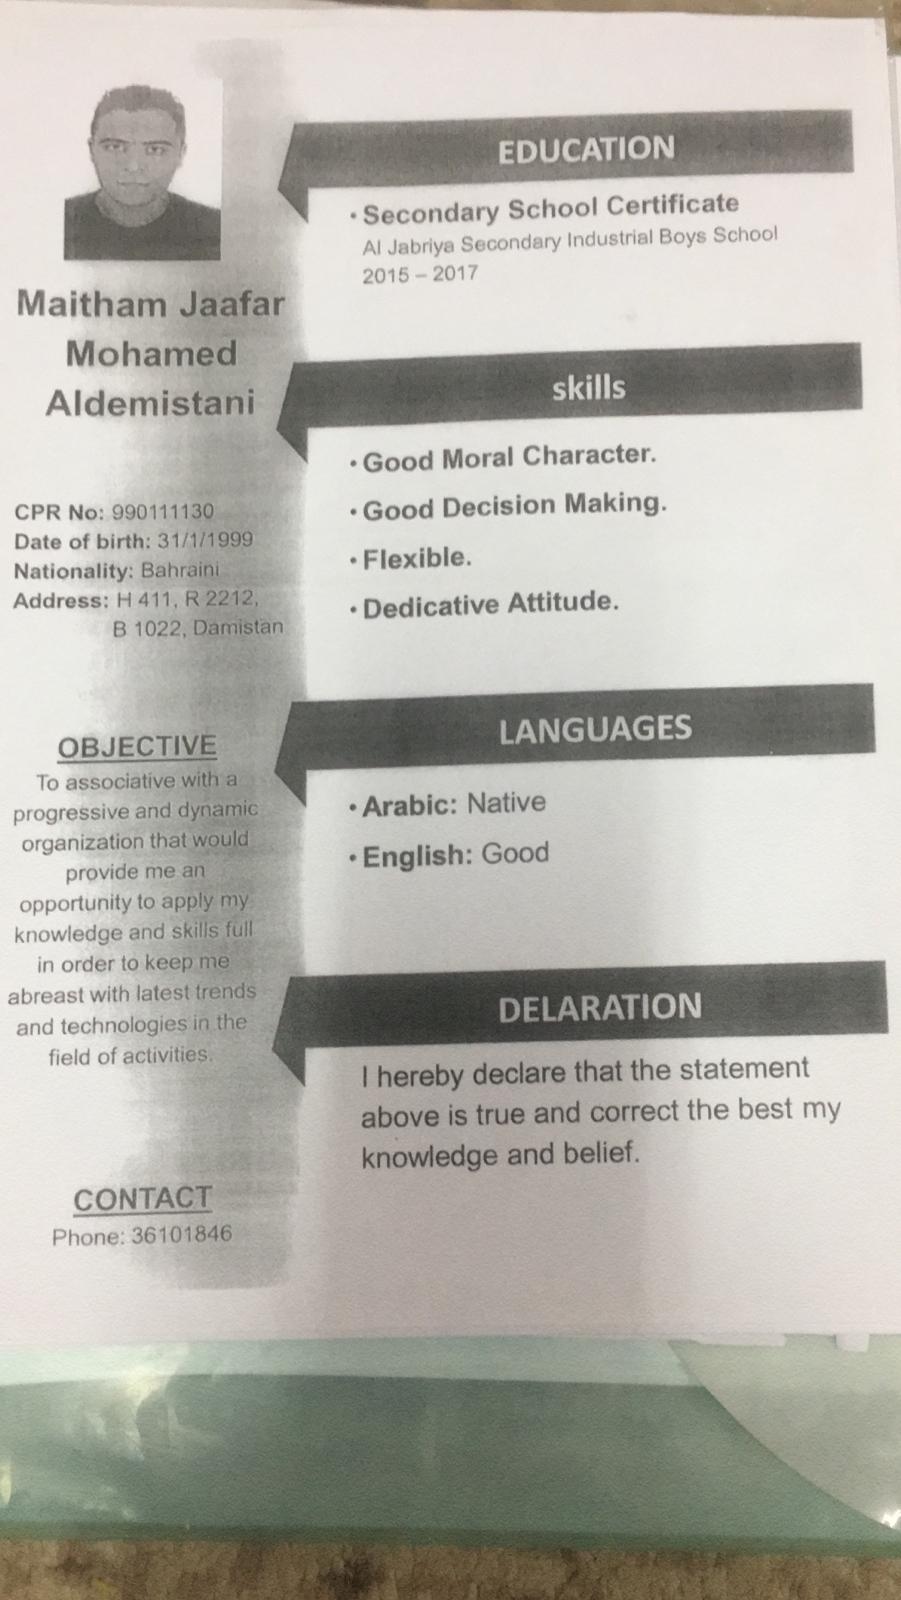 Maitham Jaafar
Mohamed
Aldemistani
CPR No: 990111130
Date of birth: 31/1/1999
Nationality: Bahraini
Address: H 411, R 2212,
B 1022, Damistan
OBJECTIVE
To associative with a
progressive and dynamic
organization that would
provide me an
opportunity to apply my
knowledge and skills full
in order to keep me
abreast with latest trends
and technologies in the
field of activities.
CONTACT
Phone: 36101846
EDUCATION
• Secondary School Certificate
Al Jabriya Secondary Industrial Boys School
2015 – 2017
skills
• Good Moral Character.
• Good Decision Making.
• Flexible.
• Dedicative Attitude.
LANGUAGES
• Arabic: Native
• English: Good
DELARATION
I hereby declare that the statement
above is true and correct the best my
knowledge and belief.